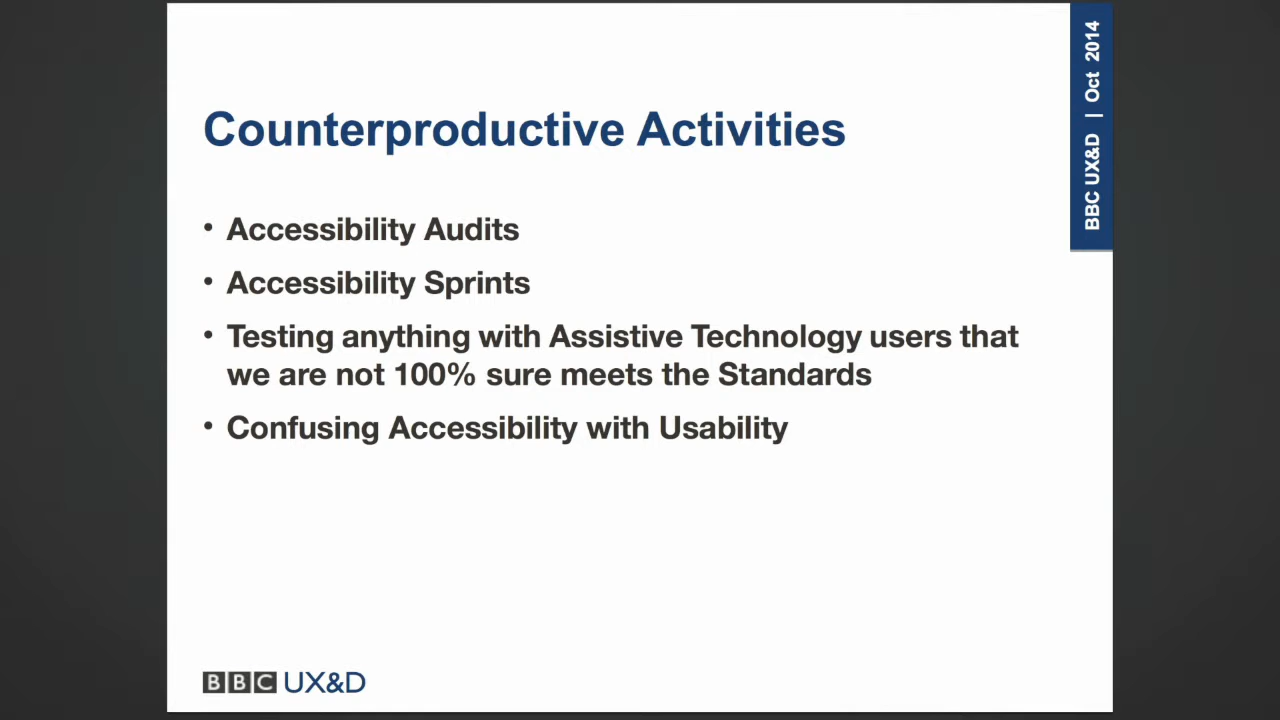 BBC UX&D | Oct 2014
Counterproductive Activities
• Accessibility Audits
• Accessibility Sprints
• Testing anything with Assistive Technology users that
we are not 100% sure meets the Standards
• Confusing Accessibility with Usability
BBC UX&D